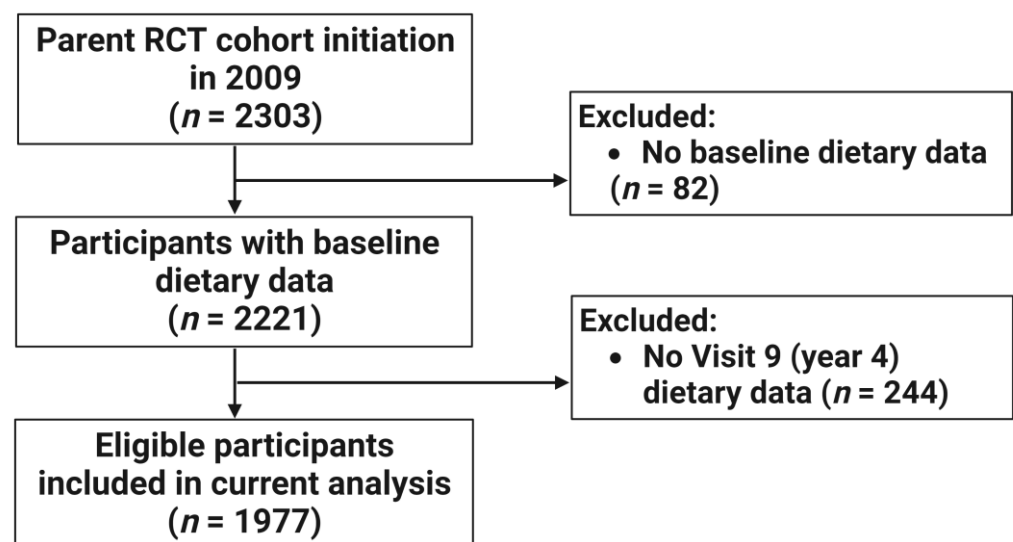 Parent RCT cohort initiation
in 2009
(n = 2303)
Excluded:
• No baseline dietary data
(n = 82)
Participants with baseline
dietary data
(n = 2221)
Excluded:
• No Visit 9 (year 4)
dietary data (n = 244)
Eligible participants
included in current analysis
(n = 1977)